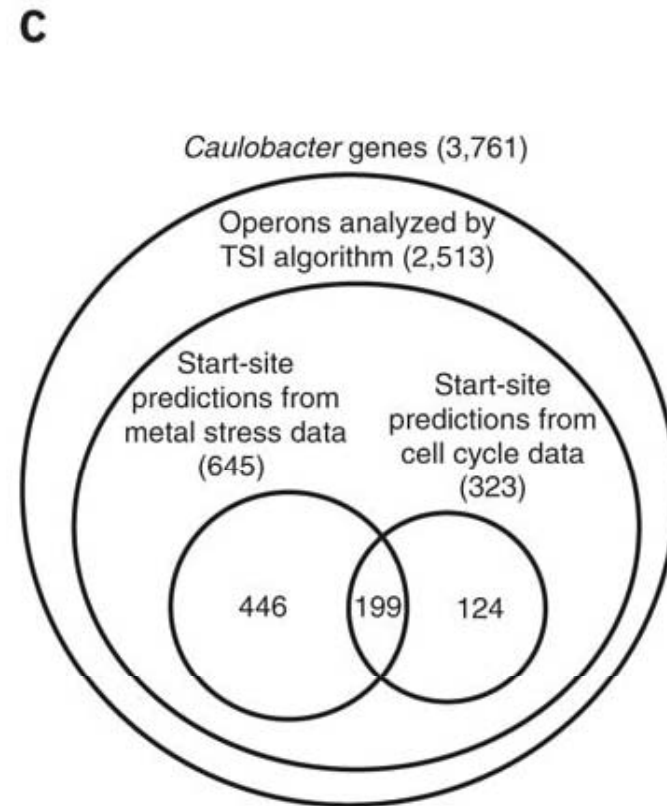 c
Caulobacter genes (3,761)
Operons analyzed by
TSI algorithm (2,513)
Start-site
predictions from
metal stress data
(645)
Start-site
predictions from
cell cycle data
(323)
446
199
124